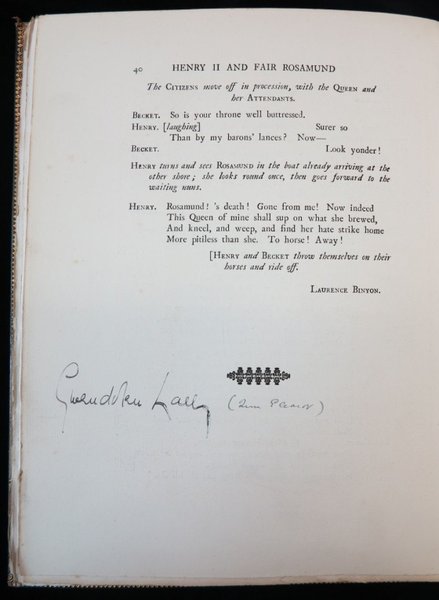 40 HENRY II AND FAIR ROSAMUND
The CITIZENS move off in procession, with the QUEEN and
her ATTENDANTS.
BECKET. So is your throne well buttressed.
HENRY. [laughing] Surer so
Than by my barons' lances? Now—
BECKET. Look yonder!
HENRY turns and sees ROSAMUND in the boat already arriving at the
other shore; she looks round once, then goes forward to the
waiting nuns.
HENRY. Rosamund! 's death! Gone from me! Now indeed
This Queen of mine shall sup on what she brewed,
And kneel, and weep, and find her hate strike home
More pitiless than she. To horse! Away!
[HENRY and BECKET throw themselves on their
horses and ride off.
LAURENCE BINYON.
Gwendolen Lally